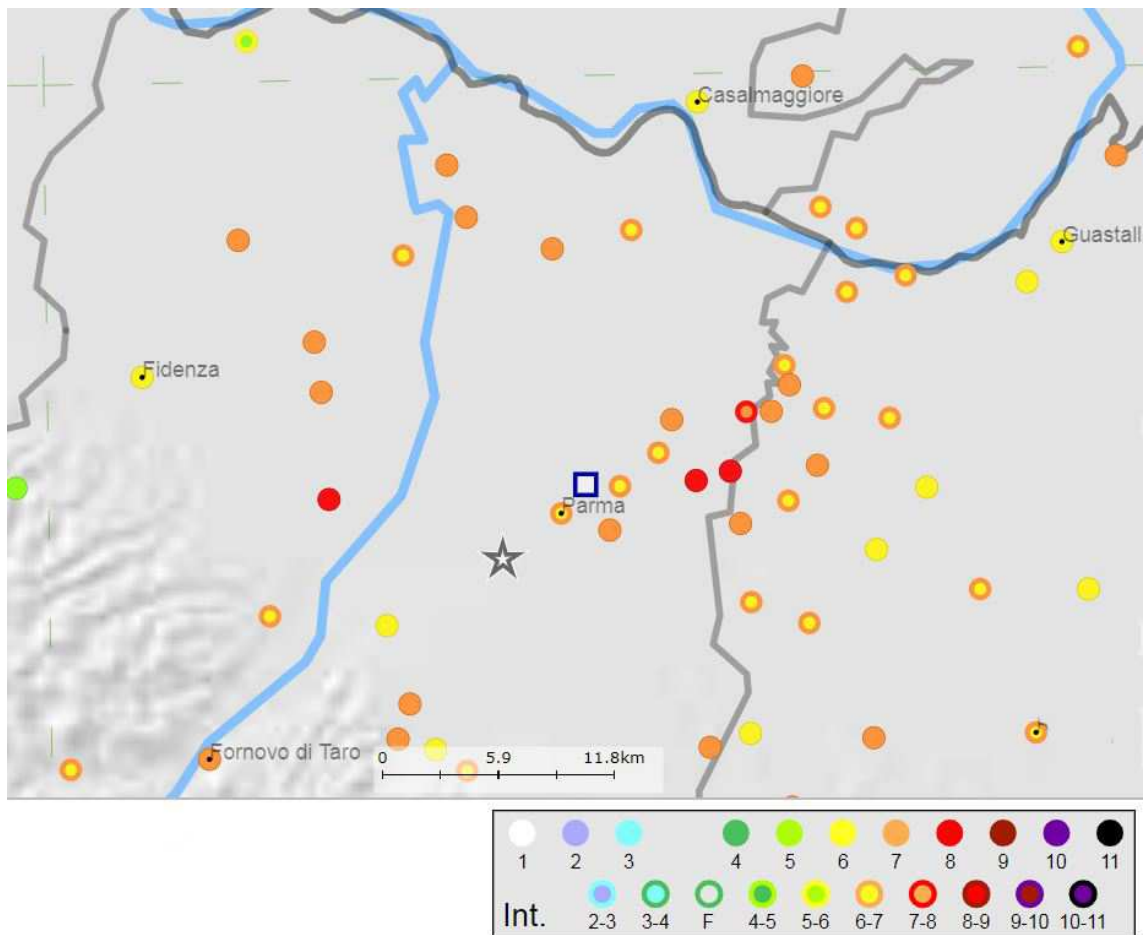 Casalmaggiore
Guastall
Fidenza
Parma
Fornovo di Taro
0 5.9 11.8km
1 2 3 4 5 6 7 8 9 10 11
Int. 2-3 3-4 F 4-5 5-6 6-7 7-8 8-9 9-10 10-11